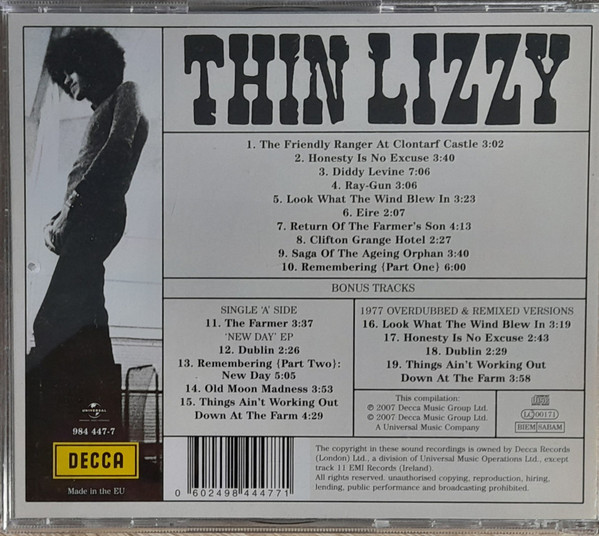 THIN LIZZY
1. The Friendly Ranger At Clontarf Castle 3:02
2. Honesty Is No Excuse 3:40
3. Diddy Levine 7:06
4. Ray-Gun 3:06
5. Look What The Wind Blew In 3:23
6. Eire 2:07
7. Return Of The Farmer's Son 4:13
8. Clifton Grange Hotel 2:27
9. Saga Of The Ageing Orphan 3:40
10. Remembering {Part One} 6:00
BONUS TRACKS
SINGLE 'A' SIDE
11. The Farmer 3:37
'NEW DAY' EP
12. Dublin 2:26
13. Remembering {Part Two}:
New Day 5:05
14. Old Moon Madness 3:53
15. Things Ain't Working Out
Down At The Farm 4:29
1977 OVERDUBBED & REMIXED VERSIONS
16. Look What The Wind Blew In 3:19
17. Honesty Is No Excuse 2:43
18. Dublin 2:29
19. Things Ain't Working Out
Down At The Farm 3:58
This compilation:
℗ 2007 Decca Music Group Ltd.
© 2007 Decca Music Group Ltd.
A Universal Music Company
LC 00171
BIEM SABAM
UNIVERSAL
984 447-7
DECCA
Made in the EU
0 602498 444771
The copyright in these sound recordings is owned by Decca Records
(London) Ltd., a division of Universal Music Operations Ltd., except
track 11 EMI Records (Ireland).
All rights reserved. unauthorised copying, reproduction, hiring,
lending, public performance and broadcasting prohibited.